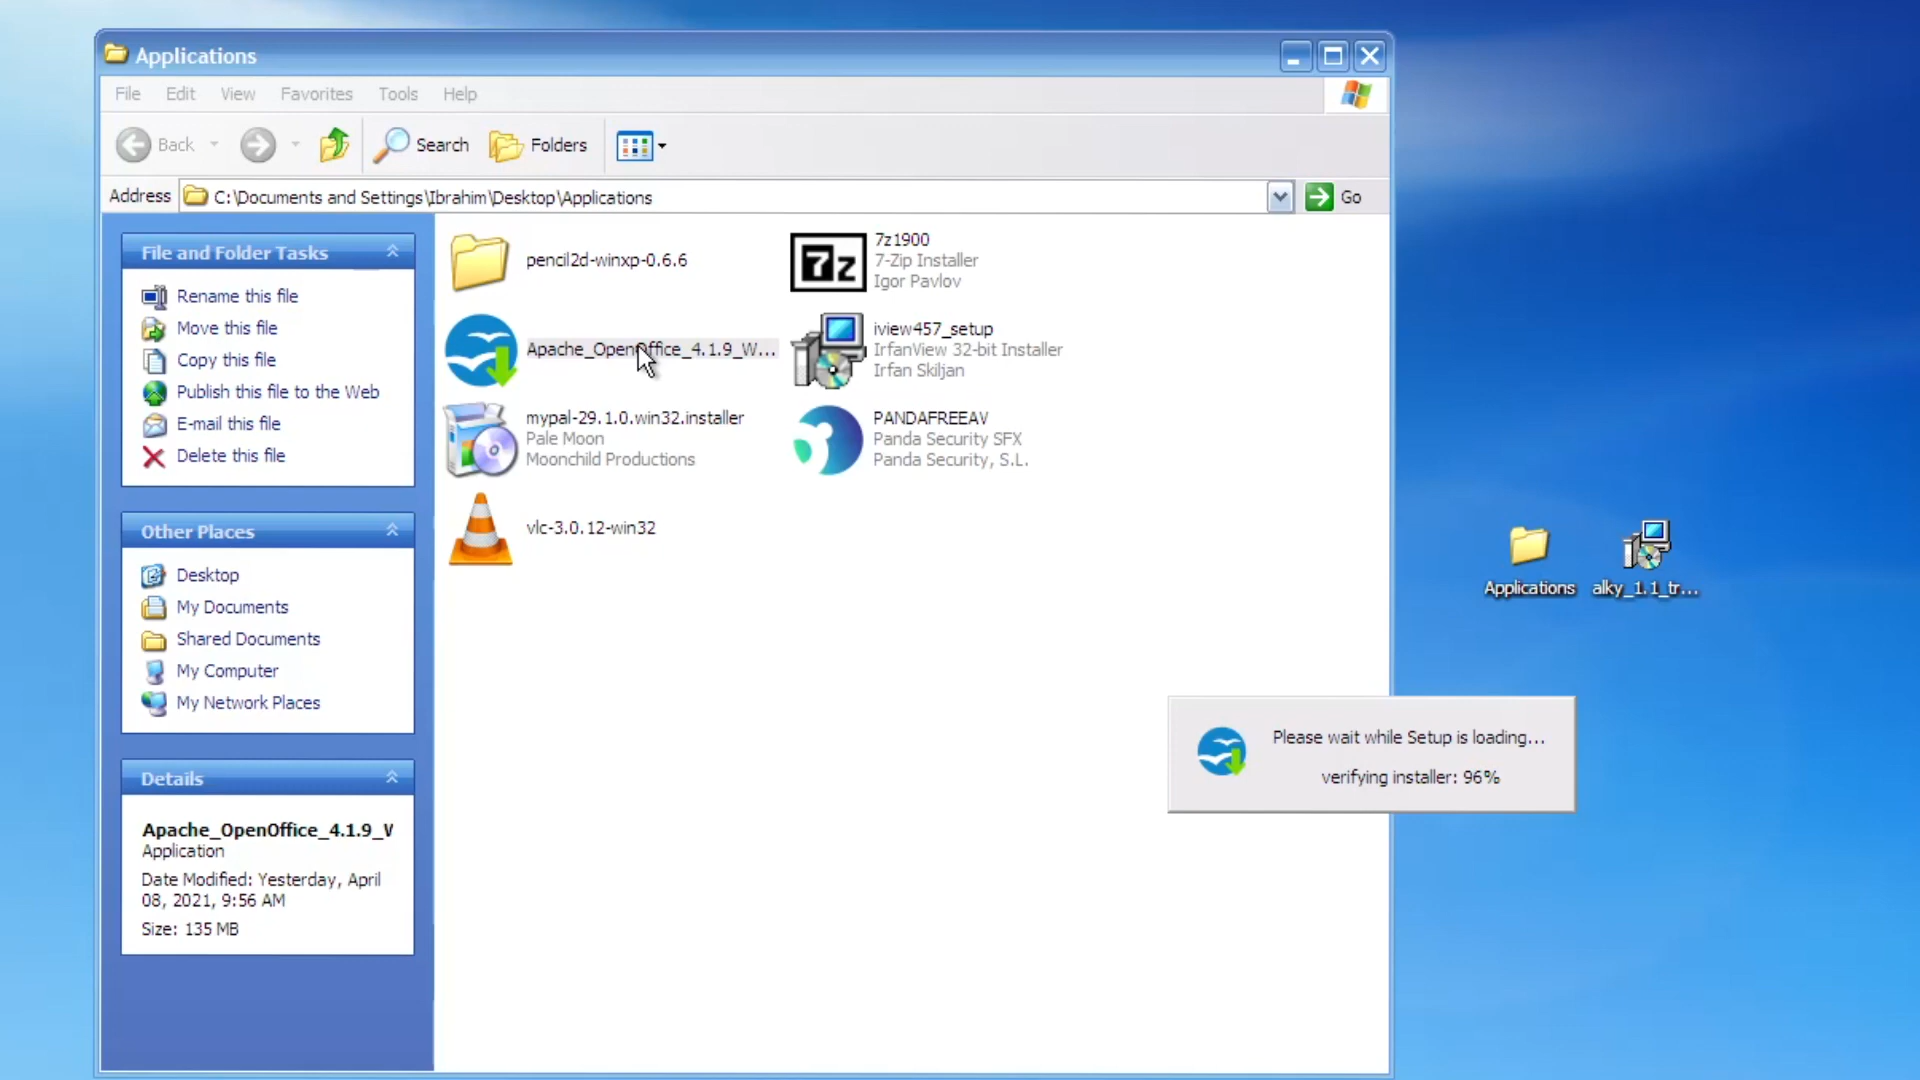 Applications
File Edit View Favorites Tools Help
Back Search Folders
Address C:\Documents and Settings\Ibrahim\Desktop\Applications Go
File and Folder Tasks
Rename this file
Move this file
Copy this file
Publish this file to the Web
E-mail this file
Delete this file
Other Places
Desktop
My Documents
Shared Documents
My Computer
My Network Places
Details
Apache_OpenOffice_4.1.9_W
Application
Date Modified: Yesterday, April
08, 2021, 9:56 AM
Size: 135 MB
pencil2d-winxp-0.6.6
7z
7z1900
7-Zip Installer
Igor Pavlov
Apache_OpenOffice_4.1.9_W...
iview457_setup
IrfanView 32-bit Installer
Irfan Skiljan
mypal-29.1.0.win32.installer
Pale Moon
Moonchild Productions
PANDAFREEAV
Panda Security SFX
Panda Security, S.L.
vlc-3.0.12-win32
Applications
alky_1.1_tr...
Please wait while Setup is loading...
verifying installer: 96%